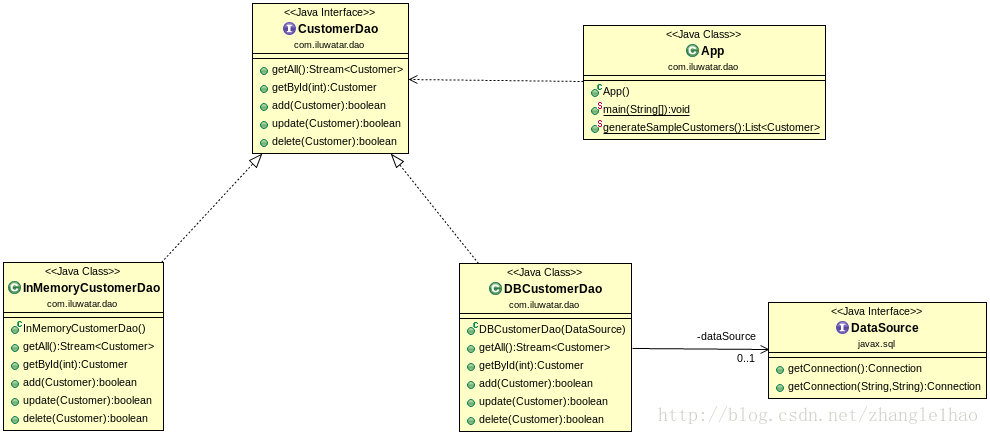 <<Java Interface>>
CustomerDao
com.iluwatar.dao
getAll():Stream<Customer>
getById(int):Customer
add(Customer):boolean
update(Customer):boolean
delete(Customer):boolean
<<Java Class>>
App
com.iluwatar.dao
App()
main(String[]):void
generateSampleCustomers():List<Customer>
<<Java Class>>
InMemoryCustomerDao
com.iluwatar.dao
InMemoryCustomerDao()
getAll():Stream<Customer>
getById(int):Customer
add(Customer):boolean
update(Customer):boolean
delete(Customer):boolean
<<Java Class>>
DBCustomerDao
com.iluwatar.dao
DBCustomerDao(DataSource)
getAll():Stream<Customer>
getById(int):Customer
add(Customer):boolean
update(Customer):boolean
delete(Customer):boolean
-dataSource
0..1
<<Java Interface>>
DataSource
javax.sql
getConnection():Connection
getConnection(String,String):Connection
http://blog.csdn.net/zhanglelhao